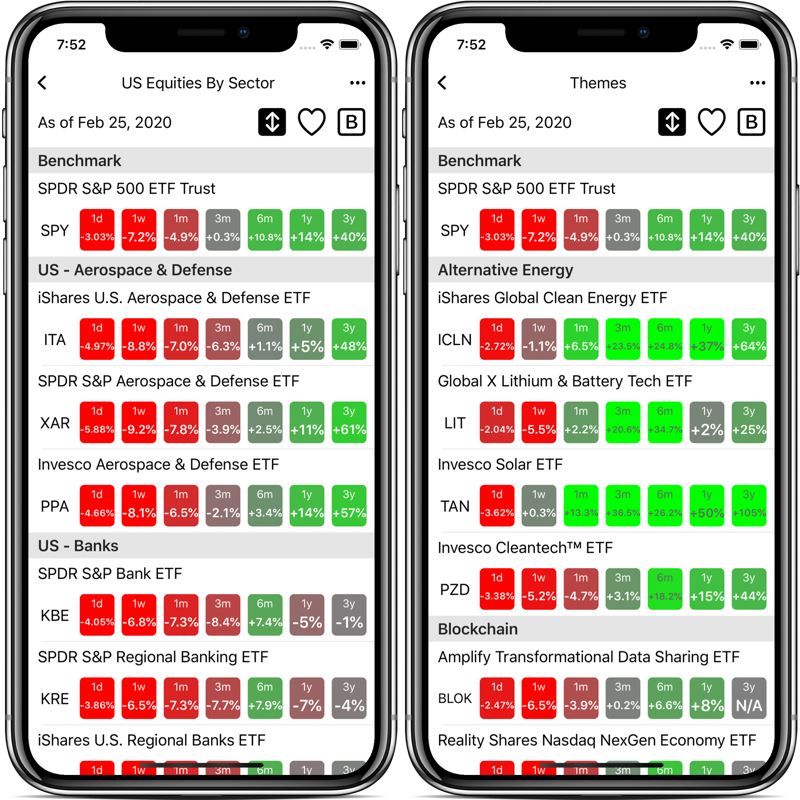 7:52
US Equities By Sector
As of Feb 25, 2020
B
Benchmark
SPDR S&P 500 ETF Trust
SPY 1d -3.03% 1w -7.2% 1m -4.9% 3m +0.3% 6m +10.8% 1y +14% 3y +40%
US - Aerospace & Defense
iShares U.S. Aerospace & Defense ETF
ITA 1d -4.97% 1w -8.8% 1m -7.0% 3m -6.3% 6m +1.1% 1y +5% 3y +48%
SPDR S&P Aerospace & Defense ETF
XAR 1d -5.88% 1w -9.2% 1m -7.8% 3m -3.9% 6m +2.5% 1y +11% 3y +61%
Invesco Aerospace & Defense ETF
PPA 1d -4.66% 1w -8.1% 1m -6.5% 3m -2.1% 6m +3.4% 1y +14% 3y +57%
US - Banks
SPDR S&P Bank ETF
KBE 1d -4.05% 1w -6.8% 1m -7.3% 3m -8.4% 6m +7.4% 1y -5% 3y -1%
SPDR S&P Regional Banking ETF
KRE 1d -3.86% 1w -6.5% 1m -7.3% 3m -7.7% 6m +7.9% 1y -7% 3y -4%
iShares U.S. Regional Banks ETF
1d 1w 1m 3m 6m 1y 3y
7:52
Themes
As of Feb 25, 2020
B
Benchmark
SPDR S&P 500 ETF Trust
SPY 1d -3.03% 1w -7.2% 1m -4.9% 3m +0.3% 6m +10.8% 1y +14% 3y +40%
Alternative Energy
iShares Global Clean Energy ETF
ICLN 1d -2.72% 1w -1.1% 1m +6.5% 3m +23.5% 6m +24.8% 1y +37% 3y +64%
Global X Lithium & Battery Tech ETF
LIT 1d -2.04% 1w -5.5% 1m +2.2% 3m +20.6% 6m +34.7% 1y +2% 3y +25%
Invesco Solar ETF
TAN 1d -3.62% 1w +0.3% 1m +13.3% 3m +36.5% 6m +26.2% 1y +50% 3y +105%
Invesco Cleantech™ ETF
PZD 1d -3.38% 1w -5.2% 1m -4.7% 3m +3.1% 6m +18.2% 1y +15% 3y +44%
Blockchain
Amplify Transformational Data Sharing ETF
BLOK 1d -2.47% 1w -6.5% 1m -3.9% 3m +0.2% 6m +6.6% 1y +8% 3y N/A
Reality Shares Nasdaq NexGen Economy ETF
1d 1w 1m 3m 6m 1y 3y